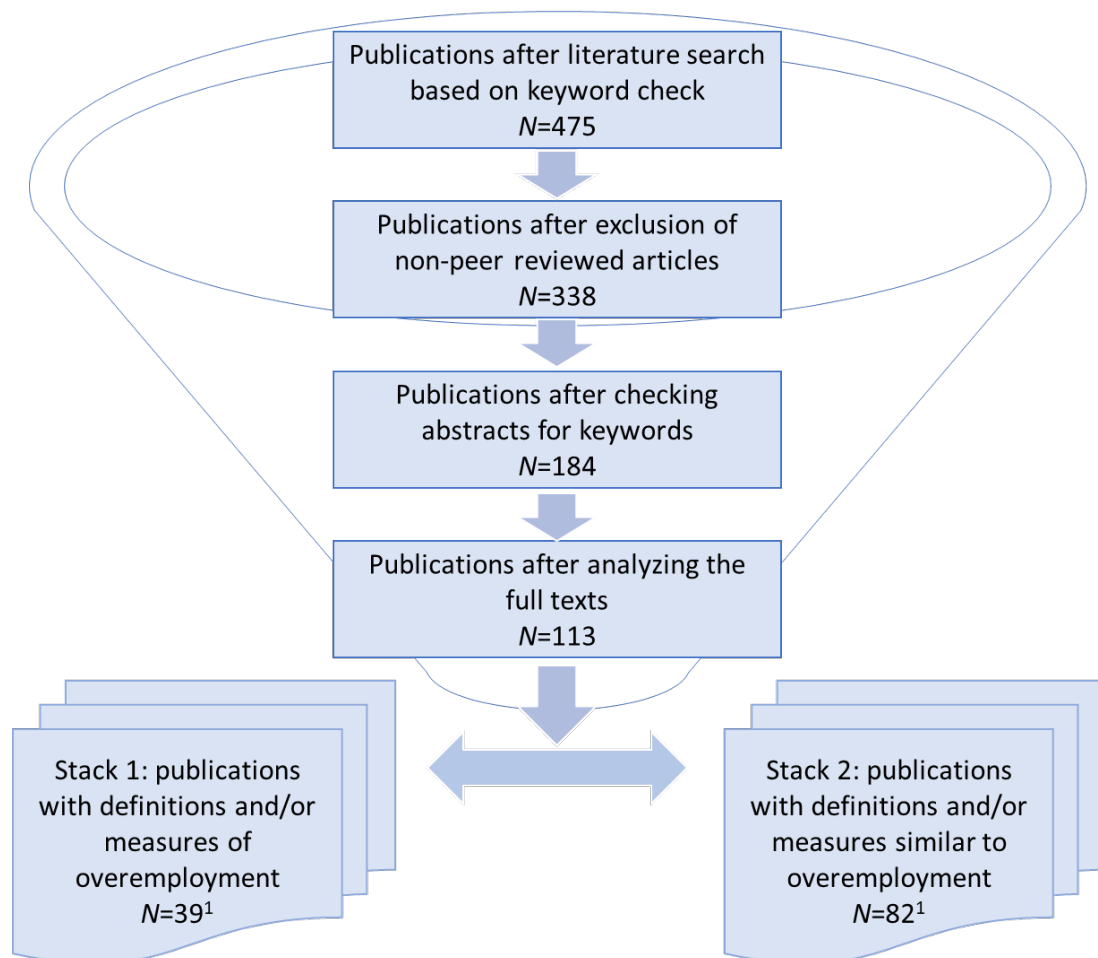 Publications after literature search
based on keyword check
N=475
Publications after exclusion of
non-peer reviewed articles
N=338
Publications after checking
abstracts for keywords
N=184
Publications after analyzing the
full texts
N=113
Stack 1: publications
with definitions and/or
measures of
overemployment
N=39¹
Stack 2: publications
with definitions and/or
measures similar to
overemployment
N=82¹